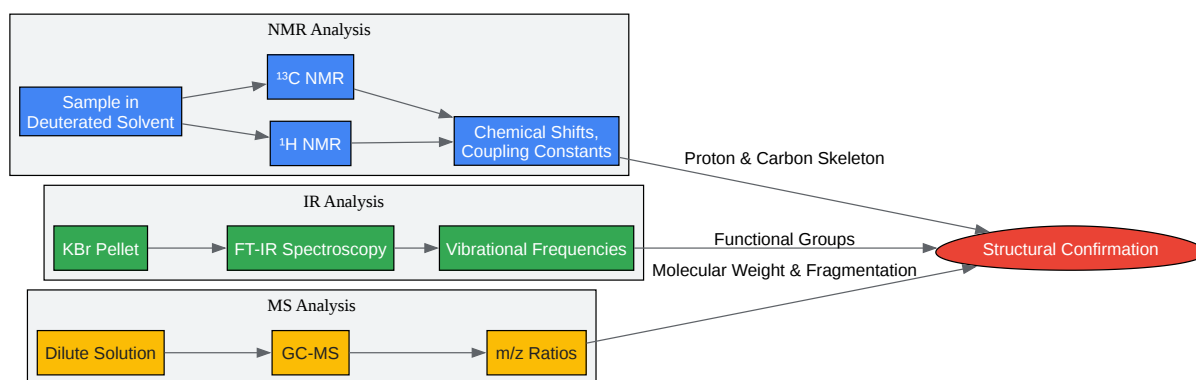 NMR Analysis
Sample in
Deuterated Solvent
¹³C NMR
¹H NMR
Chemical Shifts,
Coupling Constants
Proton & Carbon Skeleton
IR Analysis
KBr Pellet
FT-IR Spectroscopy
Vibrational Frequencies
Functional Groups
Structural Confirmation
Molecular Weight & Fragmentation
MS Analysis
Dilute Solution
GC-MS
m/z Ratios